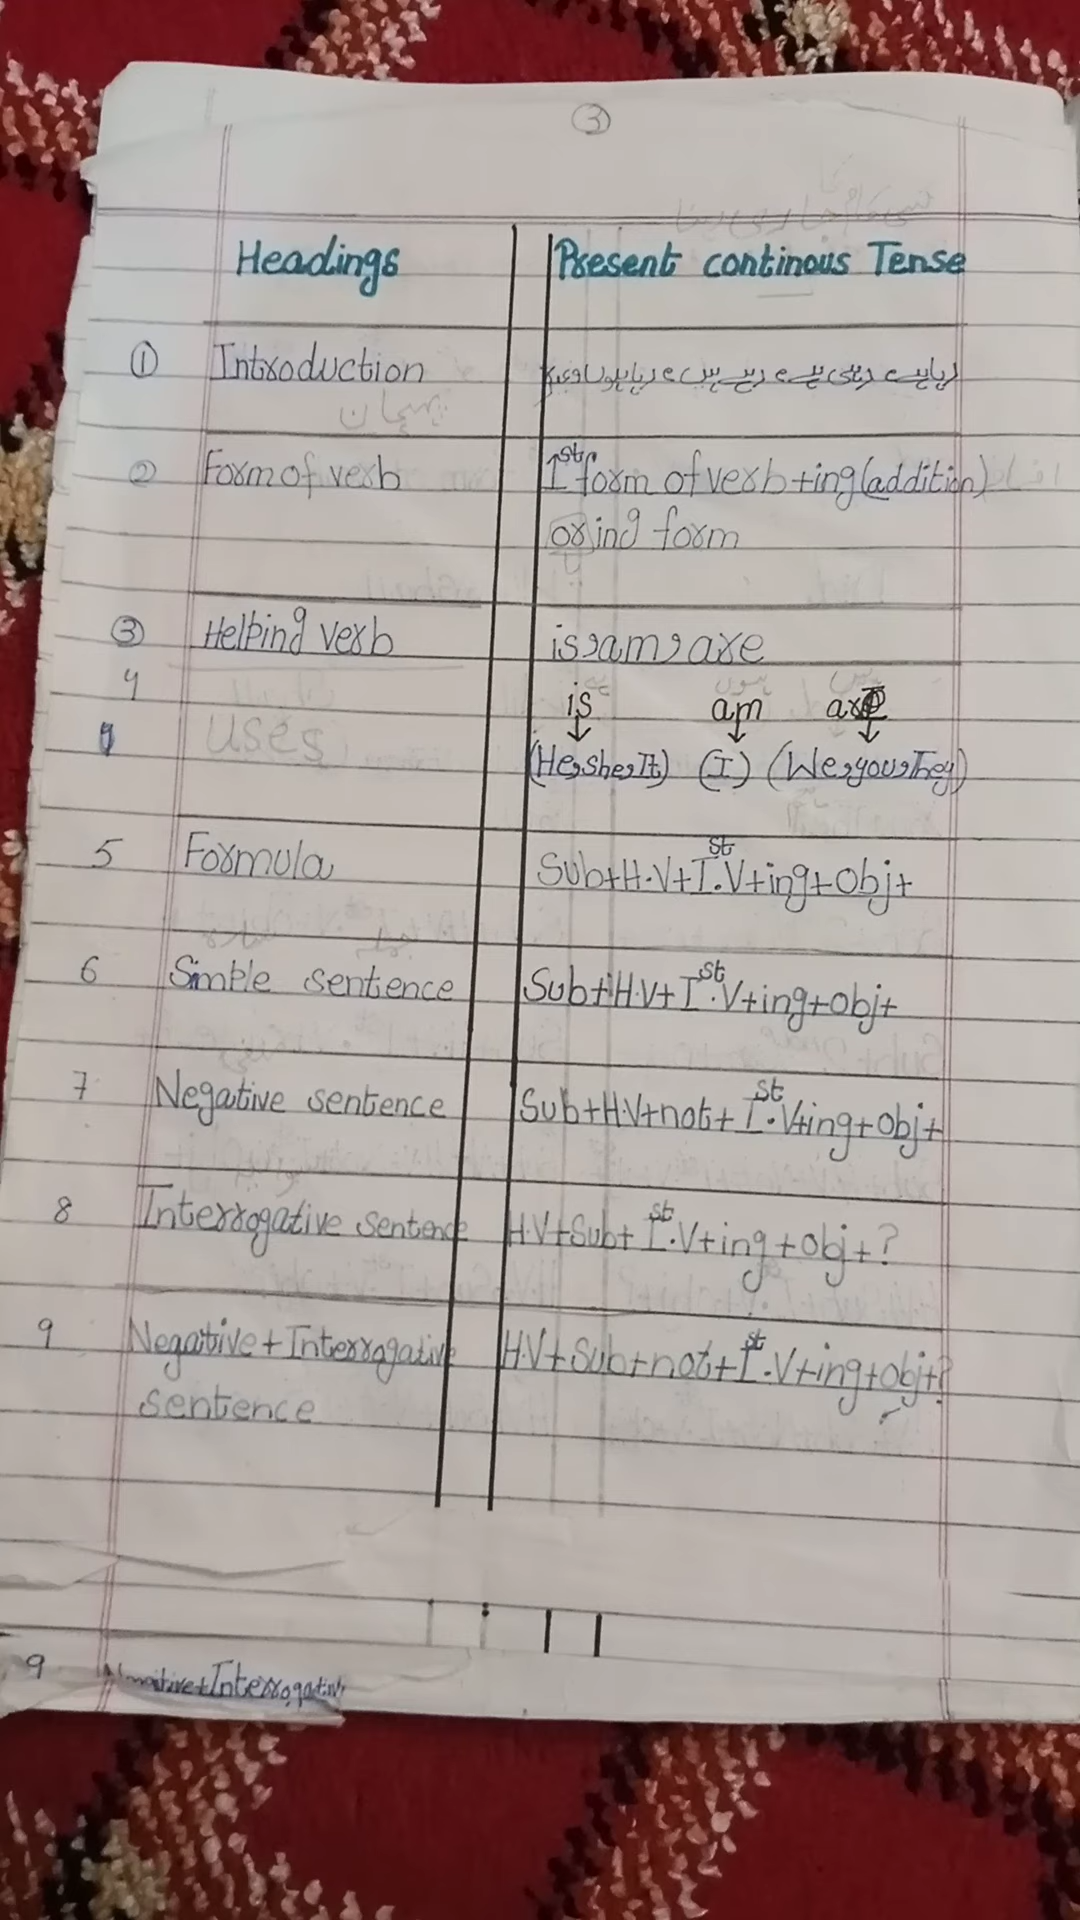 3
Headings Present continous Tense
① Introduction رہا ہے، رہی ہے، رہے ہیں، رہا ہوں وغیرہ
پہچان
② Form of verb Ist form of verb+ing(addition)
or ing form
③ Helping verb is,am,are
4 is am are
uses (He,she,It) (I) (We,you,They)
5 Formula Sub+H.V+Ist.V+ing+Obj+
6 Simple sentence Sub+H.V+Ist.V+ing+obj+
7 Negative sentence Sub+H.V+not+Ist.V+ing+obj+
8 Interrogative sentence H.V+Sub+Ist.V+ing+obj+?
9 Negative+Interrogative H.V+Sub+not+Ist.V+ing+obj+?
sentence
9 Negative+Interrogative